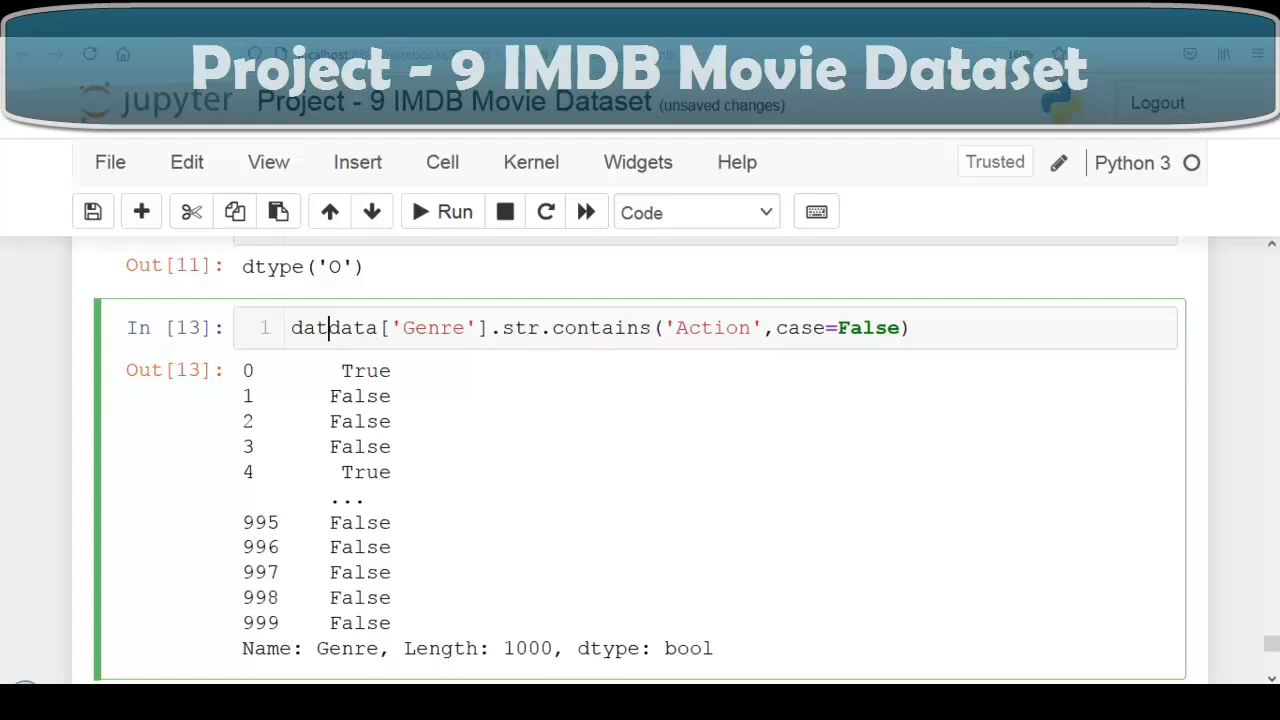 Project - 9 IMDB Movie Dataset
jupyter Project - 9 IMDB Movie Dataset (unsaved changes) Logout
File Edit View Insert Cell Kernel Widgets Help Trusted Python 3
Run Code
Out[11]: dtype('O')
In [13]: 1 datdata['Genre'].str.contains('Action',case=False)
Out[13]: 0 True
1 False
2 False
3 False
4 True
...
995 False
996 False
997 False
998 False
999 False
Name: Genre, Length: 1000, dtype: bool